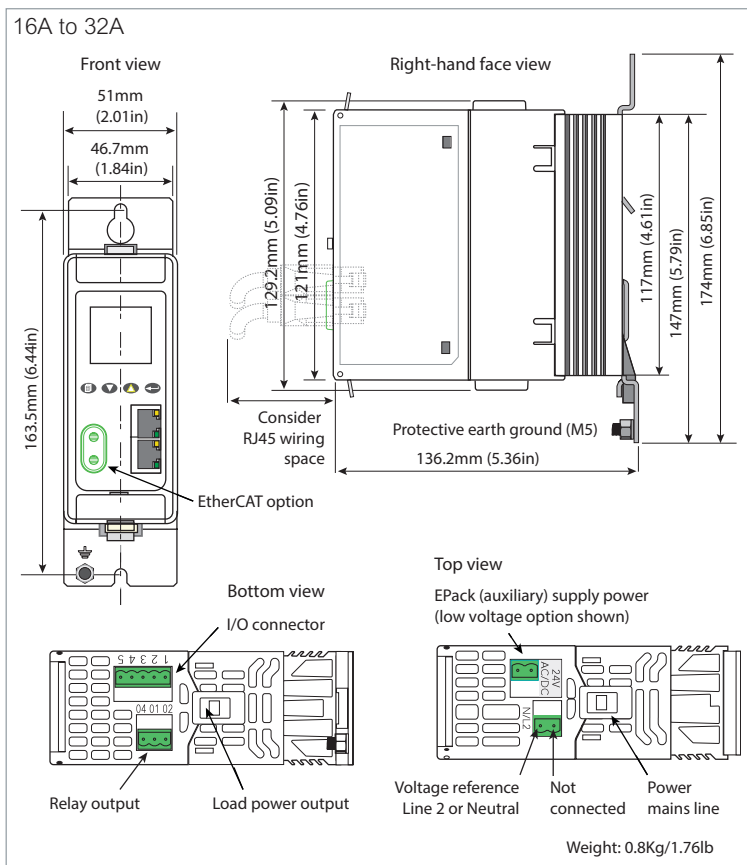 16A to 32A
Front view
51mm
(2.01in)
46.7mm
(1.84in)
163.5mm (6.44in)
EtherCAT option
Right-hand face view
129.2mm (5.09in)
121mm (4.76in)
117mm (4.61in)
147mm (5.79in)
174mm (6.85in)
Consider
RJ45 wiring
space
Protective earth ground (M5)
136.2mm (5.36in)
Bottom view
I/O connector
5 4 3 2 1
04 01 02
Relay output
Load power output
Top view
EPack (auxiliary) supply power
(low voltage option shown)
24V
AC/DC
N/L2
Voltage reference
Line 2 or Neutral
Not
connected
Power
mains line
Weight: 0.8Kg/1.76lb